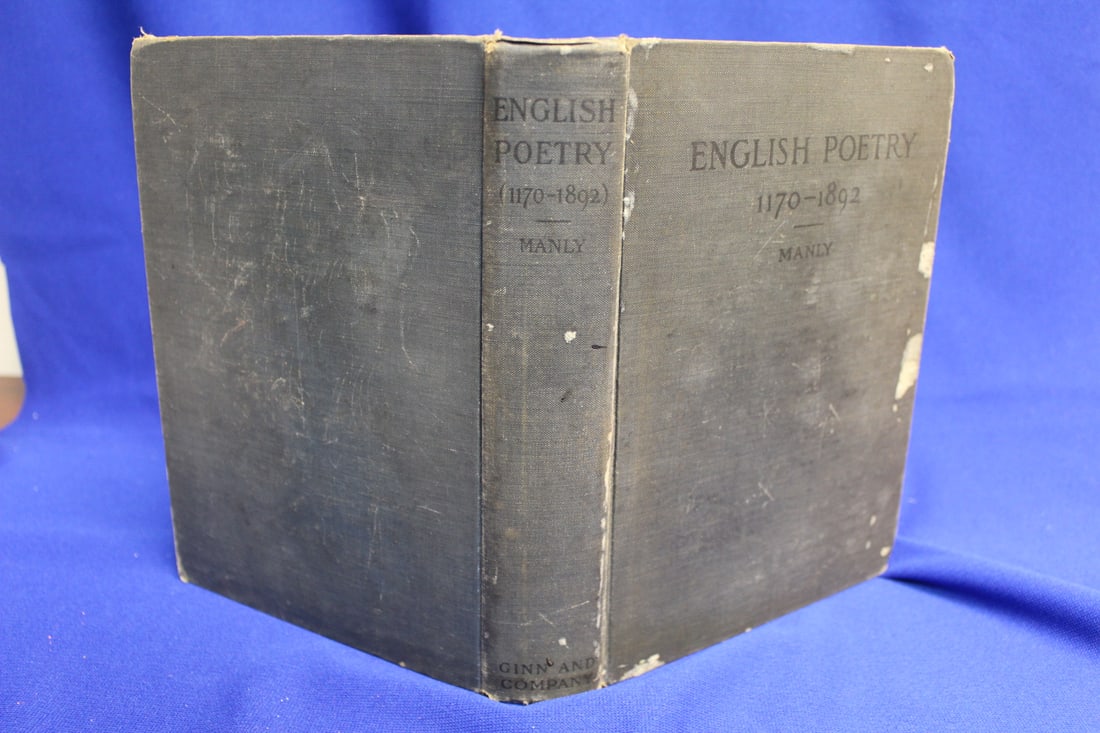 ENGLISH
POETRY
(1170-1892)
MANLY
GINN AND
COMPANY
ENGLISH POETRY
1170-1892
MANLY